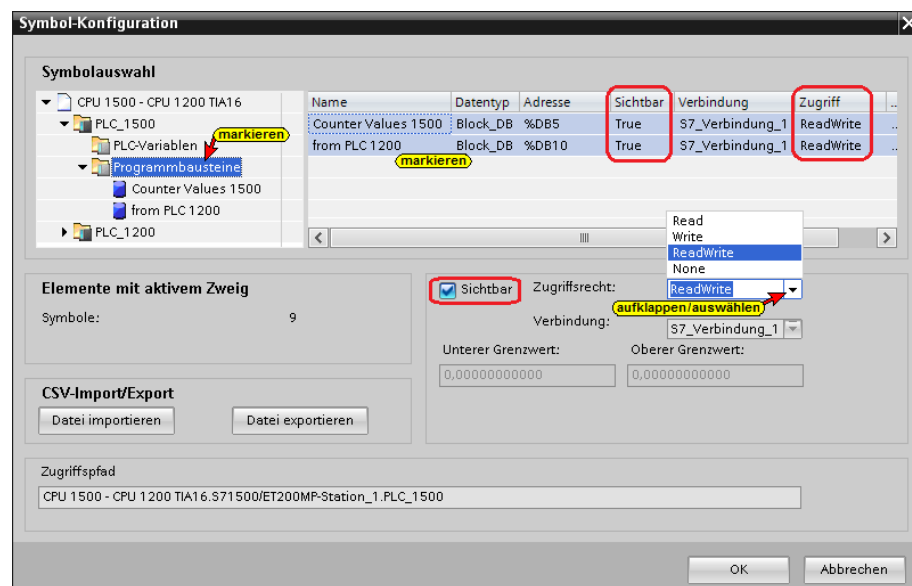 Symbol-Konfiguration
Symbolauswahl
CPU 1500 - CPU 1200 TIA16
PLC_1500
markieren
PLC-Variablen
Programmbausteine
Counter Values 1500
from PLC 1200
PLC_1200
Name Datentyp Adresse Sichtbar Verbindung Zugriff ..
Counter Values 1500 Block_DB %DB5 True S7_Verbindung_1 ReadWrite ..
from PLC 1200 Block_DB %DB10 True S7_Verbindung_1 ReadWrite ..
markieren
Read
Write
ReadWrite
None
Elemente mit aktivem Zweig
Symbole: 9
Sichtbar Zugriffsrecht: ReadWrite
aufklappen/auswählen
Verbindung: S7_Verbindung_1
Unterer Grenzwert: Oberer Grenzwert:
0,00000000000 0,00000000000
CSV-Import/Export
Datei importieren Datei exportieren
Zugriffspfad
CPU 1500 - CPU 1200 TIA16.S71500/ET200MP-Station_1.PLC_1500
OK Abbrechen